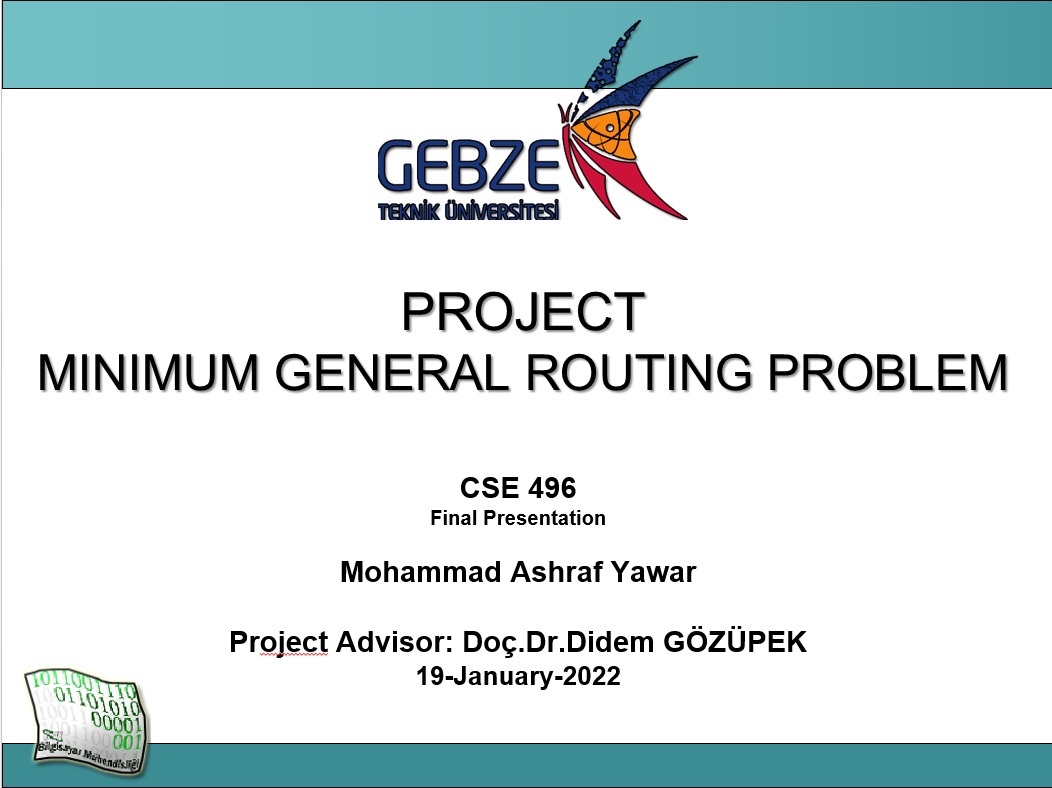 GEBZE
TEKNİK ÜNİVERSİTESİ
PROJECT
MINIMUM GENERAL ROUTING PROBLEM
CSE 496
Final Presentation
Mohammad Ashraf Yawar
Project Advisor: Doç.Dr.Didem GÖZÜPEK
19-January-2022
1011001110
01101010
00001
001
Bilgisayar Mühendisliği